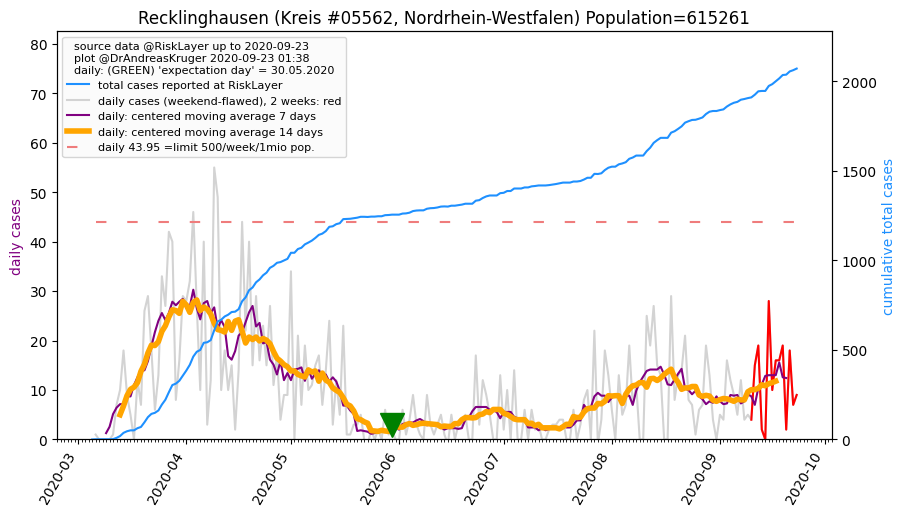 Recklinghausen (Kreis #05562, Nordrhein-Westfalen) Population=615261
source data @RiskLayer up to 2020-09-23
plot @DrAndreasKruger 2020-09-23 01:38
daily: (GREEN) 'expectation day' = 30.05.2020
total cases reported at RiskLayer
daily cases (weekend-flawed), 2 weeks: red
daily: centered moving average 7 days
daily: centered moving average 14 days
daily 43.95 =limit 500/week/1mio pop.
daily cases
80
70
60
50
40
30
20
10
0
cumulative total cases
2000
1500
1000
500
0
2020-03
2020-04
2020-05
2020-06
2020-07
2020-08
2020-09
2020-10